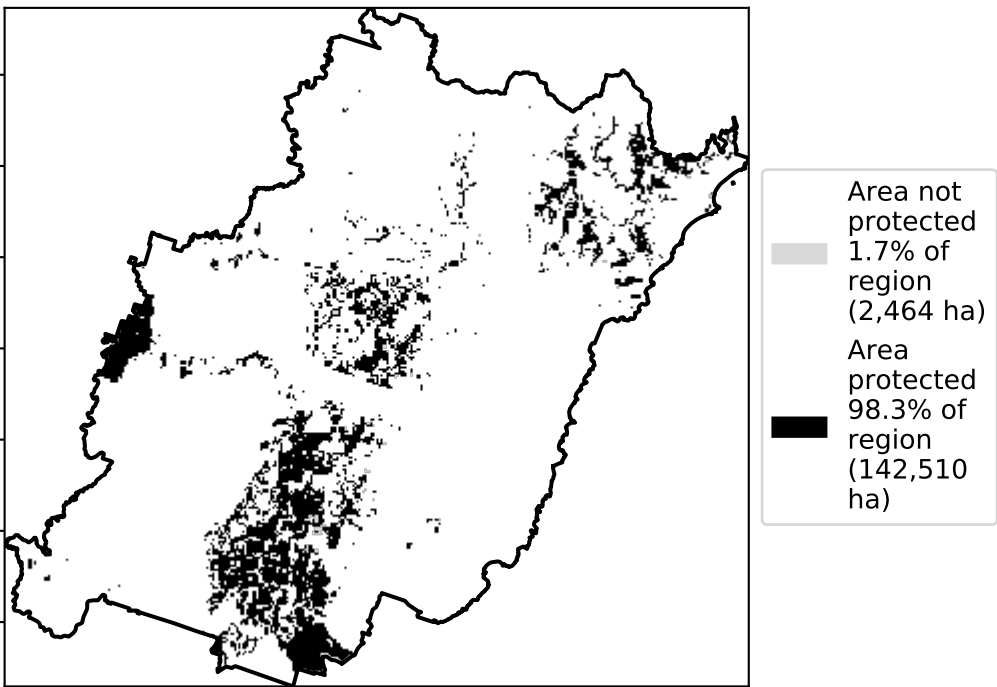 Area not
protected
1.7% of
region
(2,464 ha)
Area
protected
98.3% of
region
(142,510
ha)